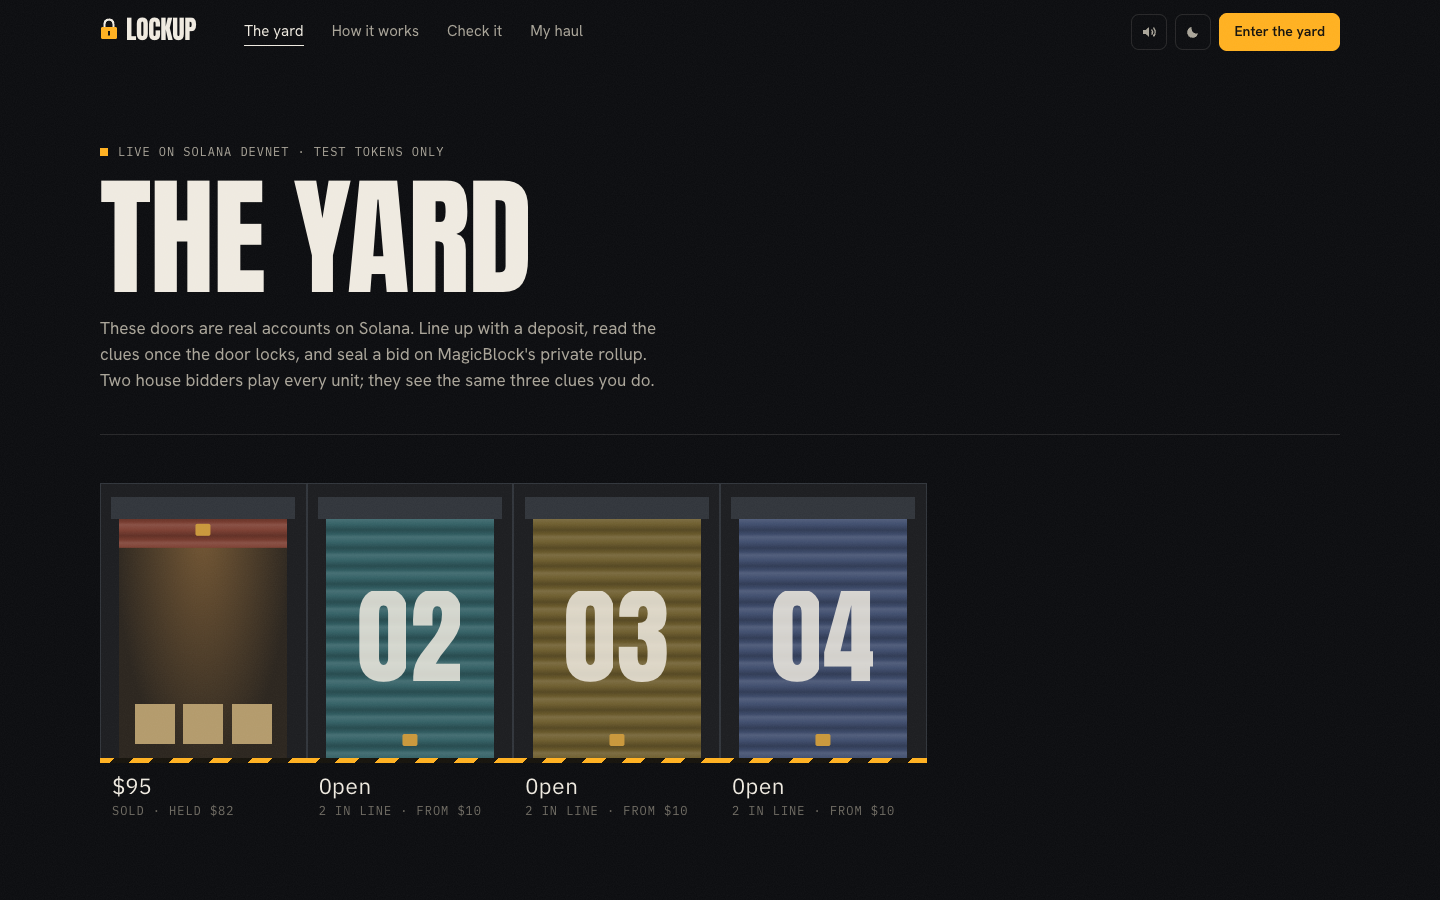 LOCKUP
The yard
How it works
Check it
My haul
Enter the yard
LIVE ON SOLANA DEVNET · TEST TOKENS ONLY
THE YARD
These doors are real accounts on Solana. Line up with a deposit, read the
clues once the door locks, and seal a bid on MagicBlock's private rollup.
Two house bidders play every unit; they see the same three clues you do.
02
03
04
$95
SOLD · HELD $82
Open
2 IN LINE · FROM $10
Open
2 IN LINE · FROM $10
Open
2 IN LINE · FROM $10